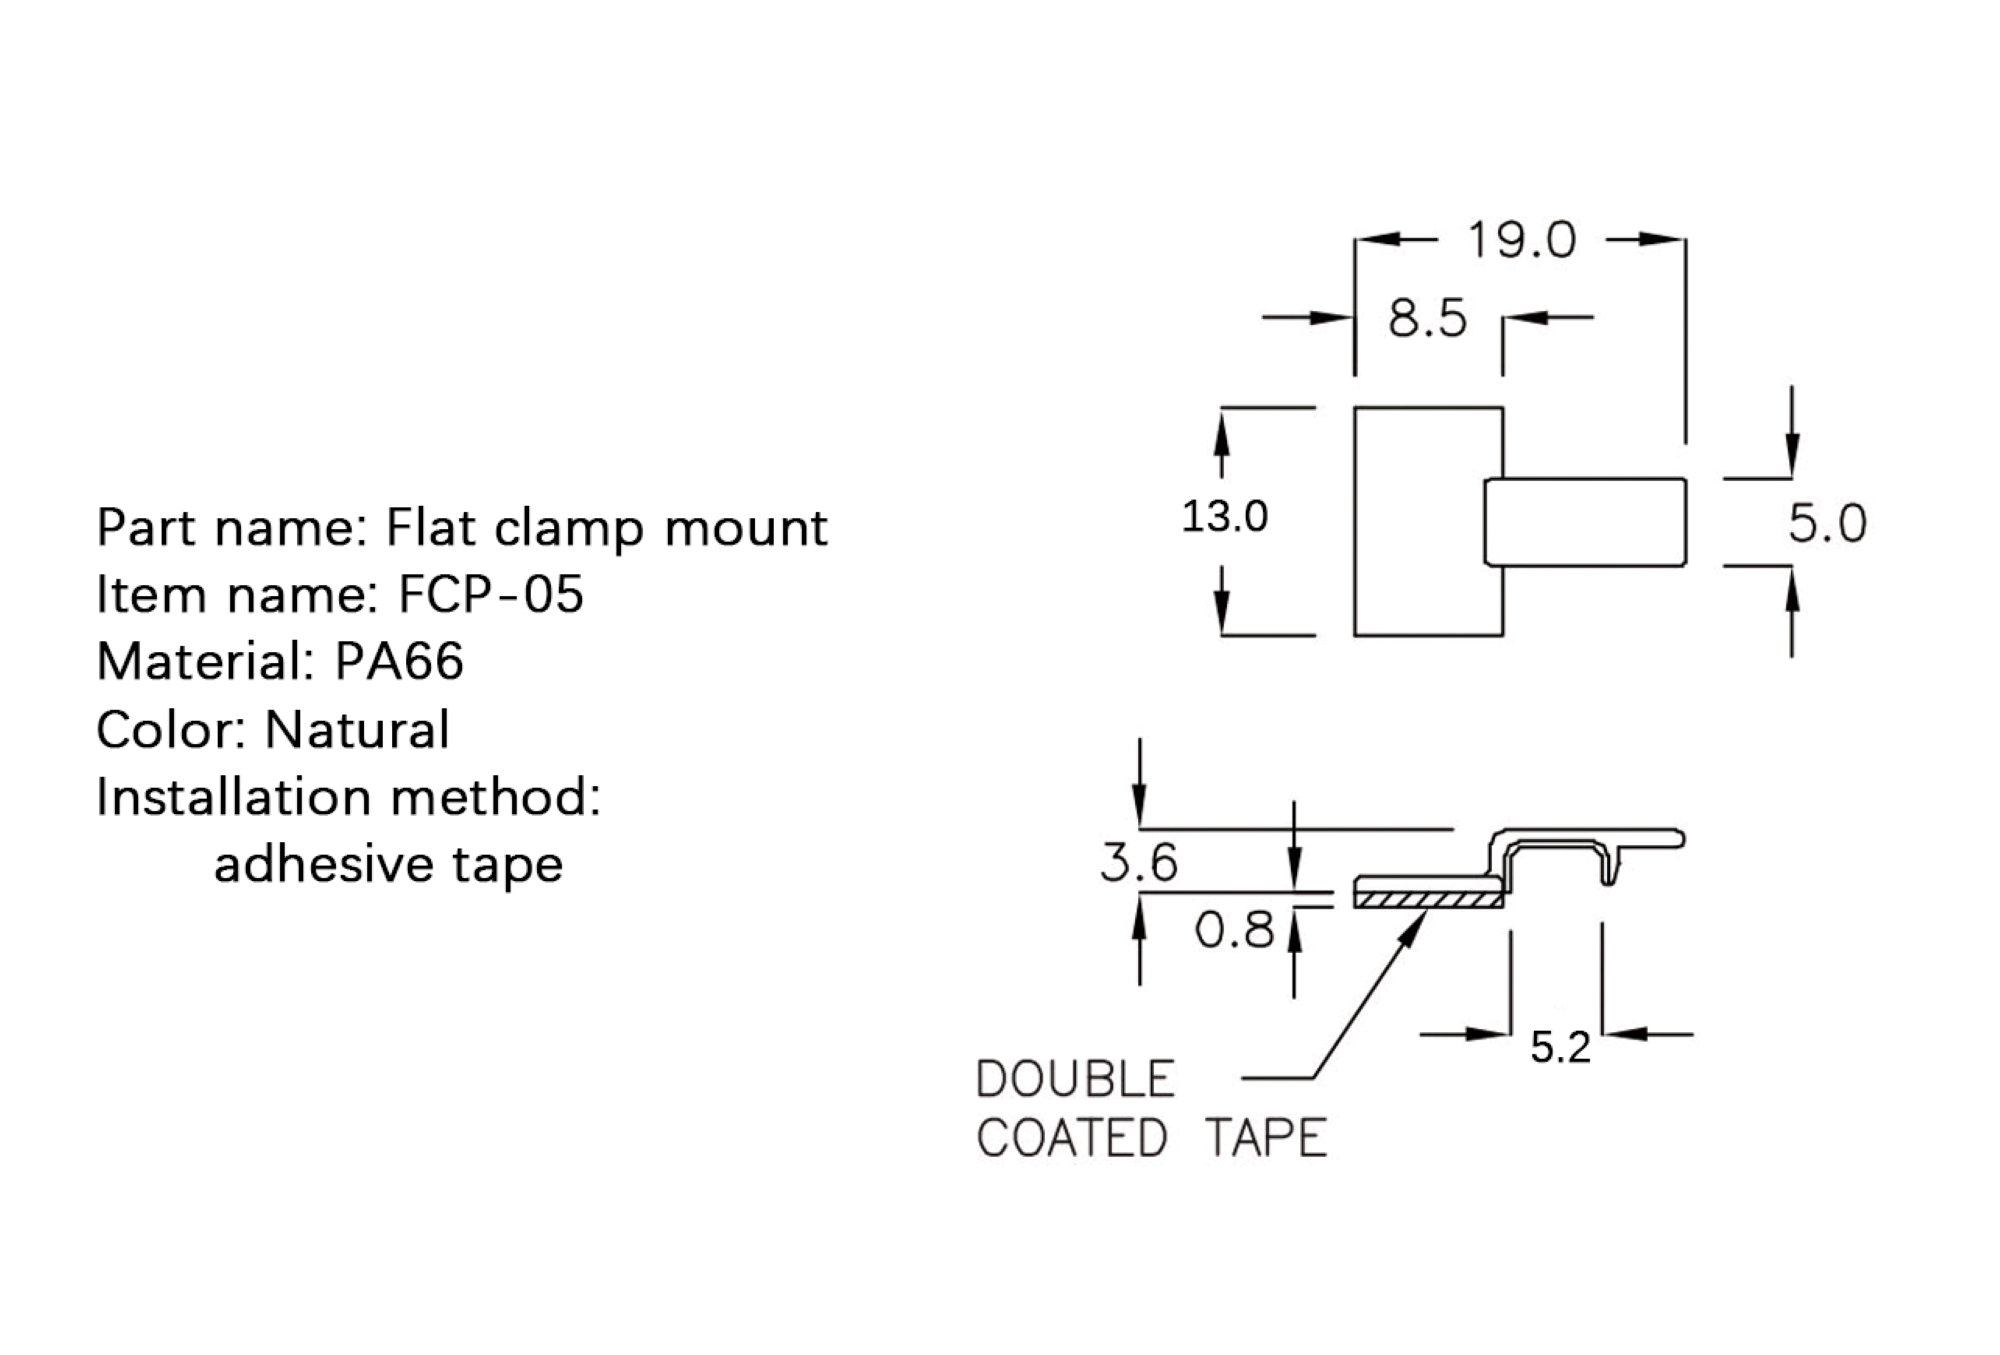 Part name: Flat clamp mount
Item name: FCP-05
Material: PA66
Color: Natural
Installation method:
adhesive tape
19.0
8.5
13.0
5.0
3.6
0.8
5.2
DOUBLE
COATED TAPE